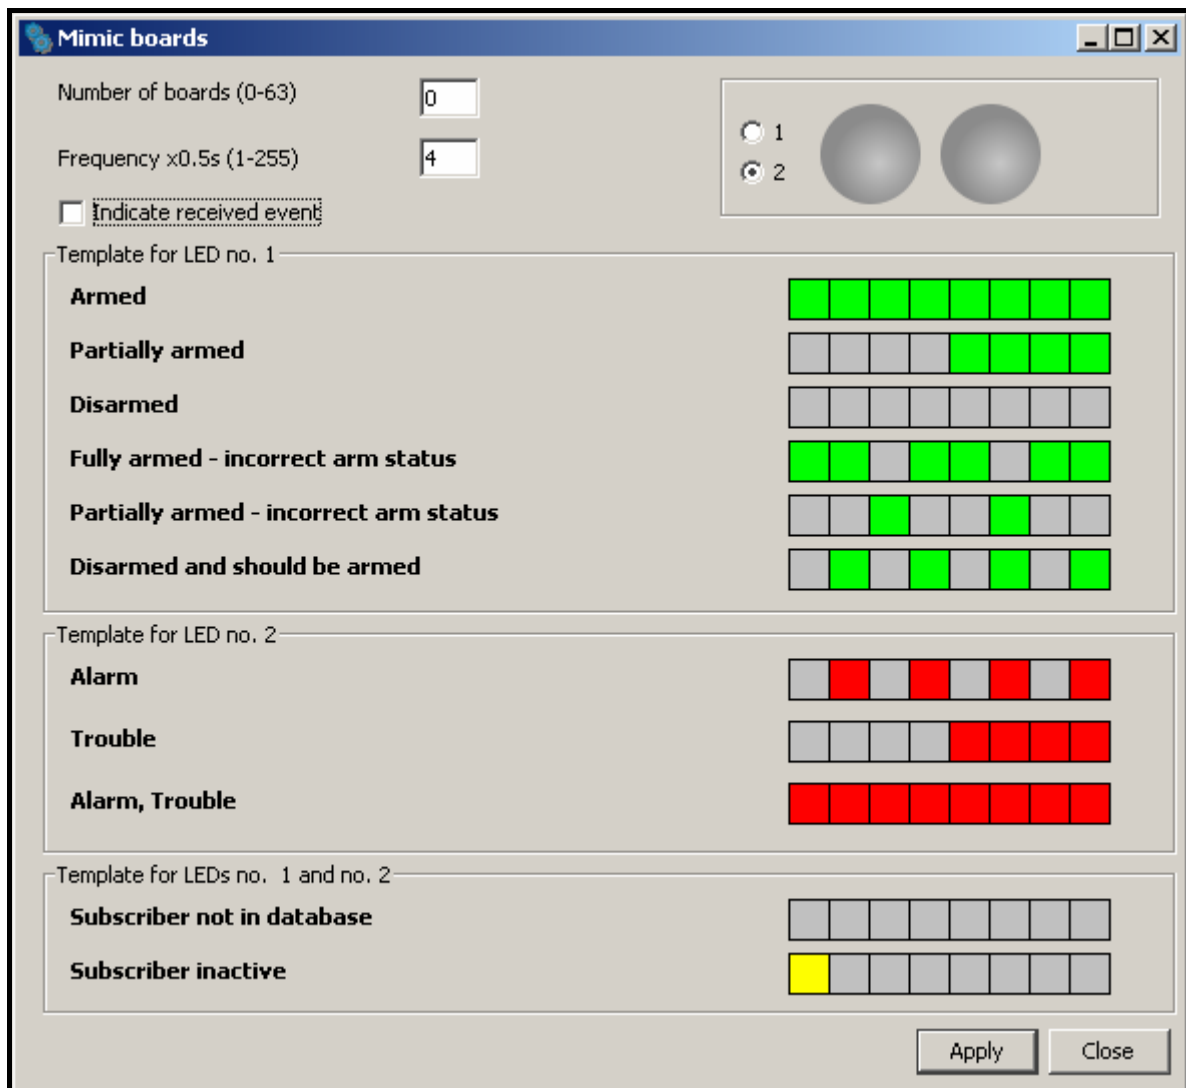 Mimic boards
Number of boards (0-63)
0
Frequency x0.5s (1-255)
4
Indicate received event
1
2
Template for LED no. 1
Armed
Partially armed
Disarmed
Fully armed - incorrect arm status
Partially armed - incorrect arm status
Disarmed and should be armed
Template for LED no. 2
Alarm
Trouble
Alarm, Trouble
Template for LEDs no.  1 and no. 2
Subscriber not in database
Subscriber inactive
Apply
Close